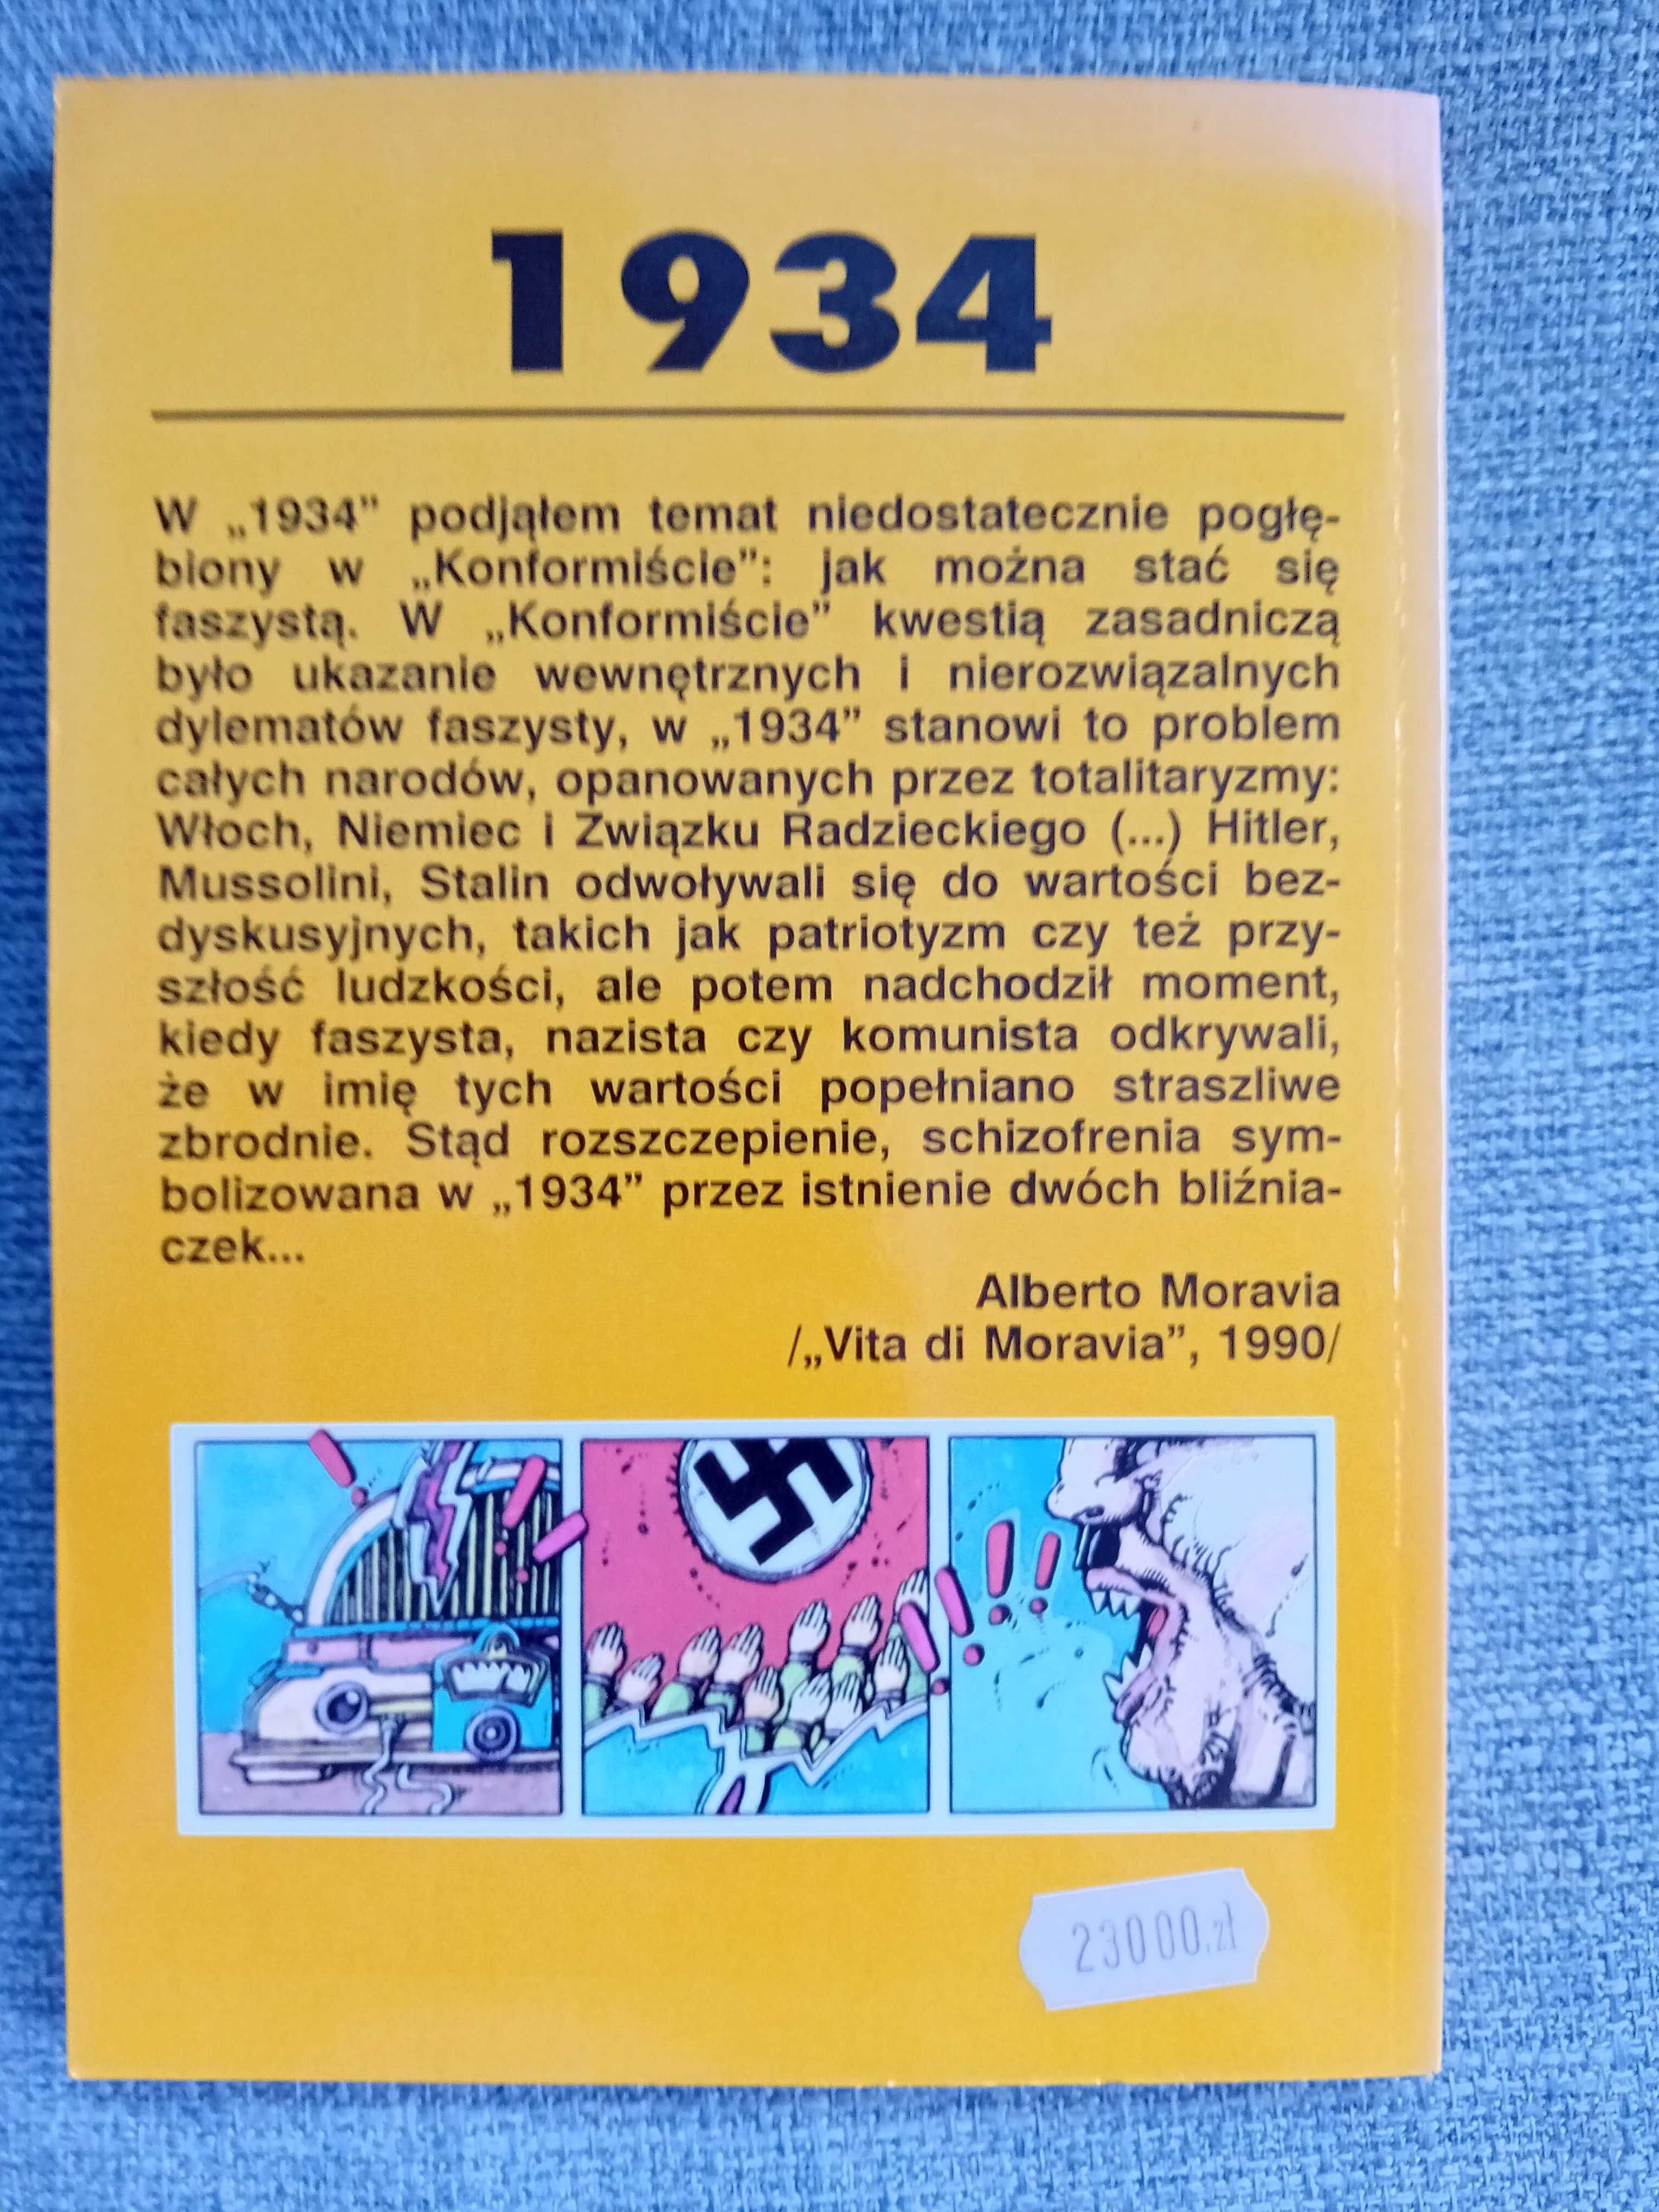 1934
W „1934” podjąłem temat niedostatecznie pogłę-
biony w „Konformiście”: jak można stać się
faszystą. W „Konformiście” kwestią zasadniczą
było ukazanie wewnętrznych i nierozwiązalnych
dylematów faszysty, w „1934” stanowi to problem
całych narodów, opanowanych przez totalitaryzmy:
Włoch, Niemiec i Związku Radzieckiego (...) Hitler,
Mussolini, Stalin odwoływali się do wartości bez-
dyskusyjnych, takich jak patriotyzm czy też przy-
szłość ludzkości, ale potem nadchodził moment,
kiedy faszysta, nazista czy komunista odkrywali,
że w imię tych wartości popełniano straszliwe
zbrodnie. Stąd rozszczepienie, schizofrenia sym-
bolizowana w „1934” przez istnienie dwóch bliźnia-
czek...
Alberto Moravia
/„Vita di Moravia”, 1990/
23000.zł